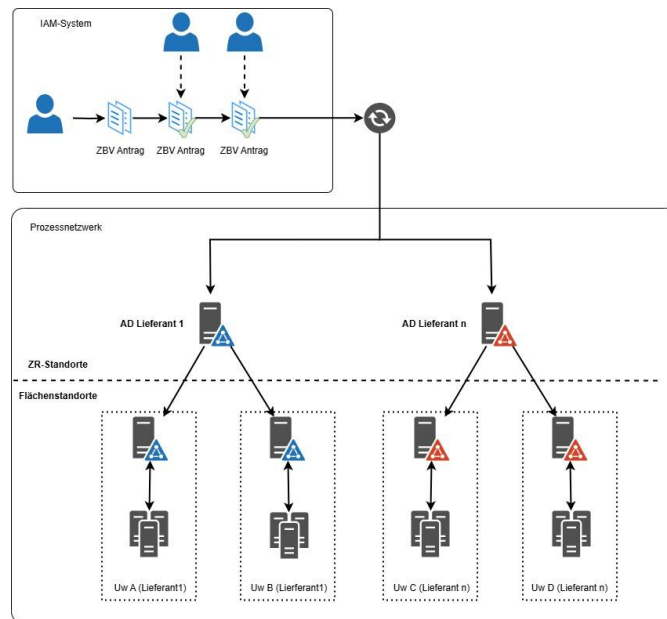 IAM-System
ZBV Antrag
ZBV Antrag
ZBV Antrag
Prozessnetzwerk
AD Lieferant 1
AD Lieferant n
ZR-Standorte
Flächenstandorte
Uw A (Lieferant1)
Uw B (Lierferant1)
Uw C (Lieferant n)
Uw D (Lieferant n)